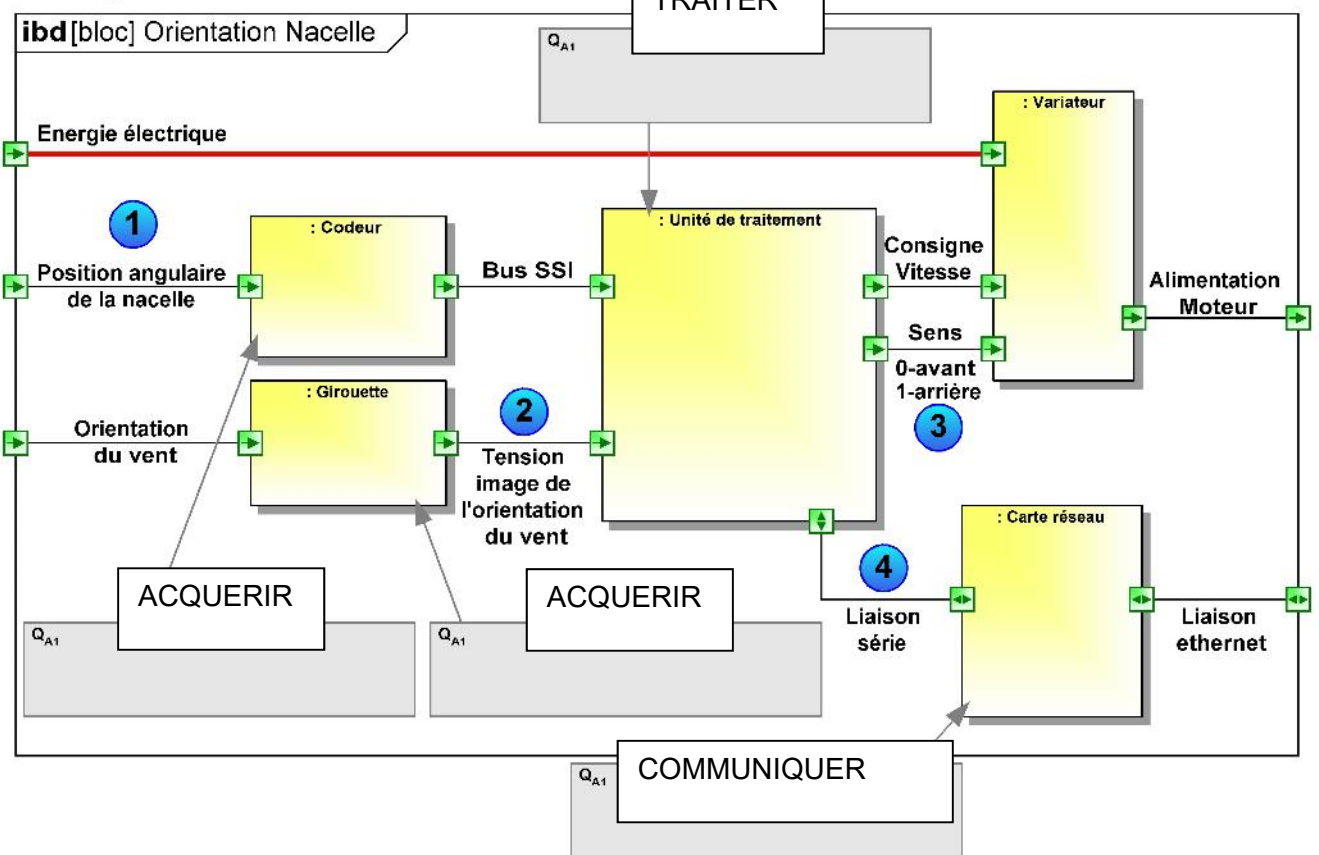 TRAITER
ibd [bloc] Orientation Nacelle
QA1
: Variateur
Energie électrique
1
: Codeur
: Unité de traitement
Position angulaire
de la nacelle
Bus SSI
Consigne
Vitesse
Alimentation
Moteur
Sens
0-avant
1-arrière
: Girouette
2
3
Orientation
du vent
Tension
image de
l'orientation
du vent
: Carte réseau
4
ACQUERIR
ACQUERIR
Liaison
série
Liaison
ethernet
QA1
QA1
COMMUNIQUER
QA1